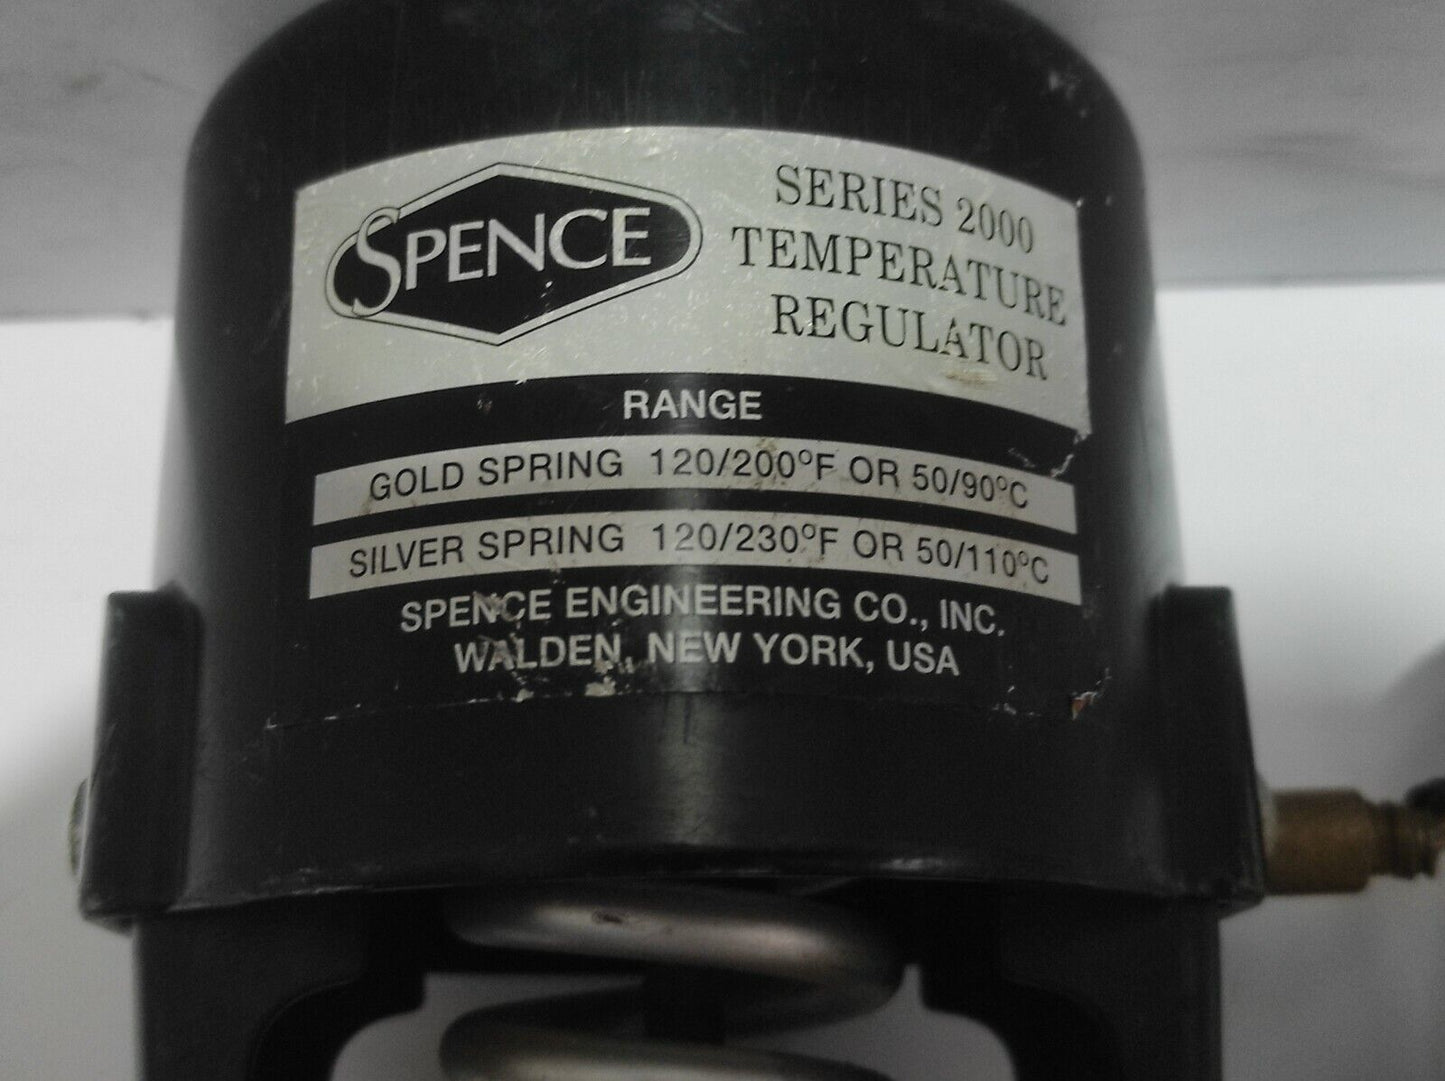 SPENCE
SERIES 2000
TEMPERATURE
REGULATOR
RANGE
GOLD SPRING 120/200°F OR 50/90°C
SILVER SPRING 120/230°F OR 50/110°C
SPENCE ENGINEERING CO., INC.
WALDEN, NEW YORK, USA